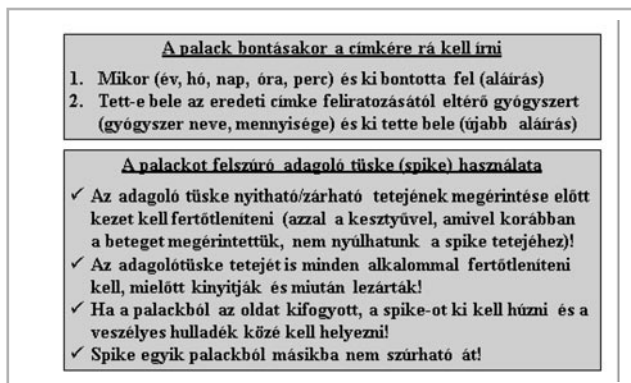 A palack bontásakor a címkére rá kell írni
1. Mikor (év, hó, nap, óra, perc) és ki bontotta fel (aláírás)
2. Tett-e bele az eredeti címke feliratozásától eltérő gyógyszert
(gyógyszer neve, mennyisége) és ki tette bele (újabb aláírás)
A palackot felszúró adagoló tüske (spike) használata
✓ Az adagoló tüske nyitható/zárható tetejének megérintése előtt
kezet kell fertőtleníteni (azzal a kesztyűvel, amivel korábban
a beteget megérintettük, nem nyúlhatunk a spike tetejéhez)!
✓ Az adagolótüske tetejét is minden alkalommal fertőtleníteni
kell, mielőtt kinyitják és miután lezárták!
✓ Ha a palackból az oldat kifogyott, a spike-ot ki kell húzni és a
veszélyes hulladék közé kell helyezni!
✓ Spike egyik palackból másikba nem szúrható át!